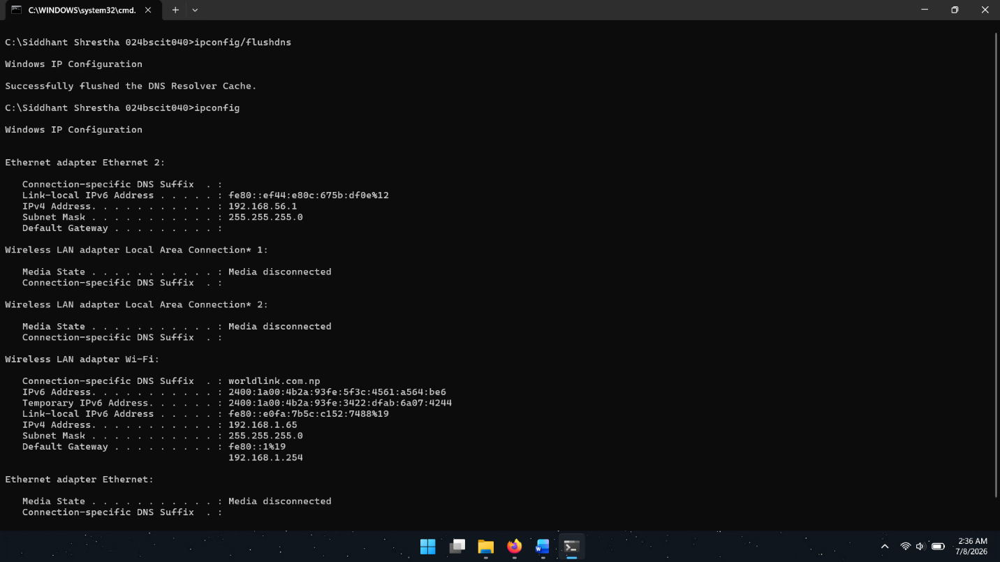 C:\WINDOWS\system32\cmd.
C:\Siddhant Shrestha 024bscit040>ipconfig/flushdns
Windows IP Configuration
Successfully flushed the DNS Resolver Cache.
C:\Siddhant Shrestha 024bscit040>ipconfig
Windows IP Configuration
Ethernet adapter Ethernet 2:
   Connection-specific DNS Suffix  . :
   Link-local IPv6 Address . . . . . : fe80::ef44:e80c:675b:df0e%12
   IPv4 Address. . . . . . . . . . . : 192.168.56.1
   Subnet Mask . . . . . . . . . . . : 255.255.255.0
   Default Gateway . . . . . . . . . :
Wireless LAN adapter Local Area Connection* 1:
   Media State . . . . . . . . . . . : Media disconnected
   Connection-specific DNS Suffix  . :
Wireless LAN adapter Local Area Connection* 2:
   Media State . . . . . . . . . . . : Media disconnected
   Connection-specific DNS Suffix  . :
Wireless LAN adapter Wi-Fi:
   Connection-specific DNS Suffix  . : worldlink.com.np
   IPv6 Address. . . . . . . . . . . : 2400:1a00:4b2a:93fe:5f3c:4561:a564:be6
   Temporary IPv6 Address. . . . . . : 2400:1a00:4b2a:93fe:3422:dfab:6a07:4244
   Link-local IPv6 Address . . . . . : fe80::e0fa:7b5c:c152:7488%19
   IPv4 Address. . . . . . . . . . . : 192.168.1.65
   Subnet Mask . . . . . . . . . . . : 255.255.255.0
   Default Gateway . . . . . . . . . : fe80::1%19
                                       192.168.1.254
Ethernet adapter Ethernet:
   Media State . . . . . . . . . . . : Media disconnected
   Connection-specific DNS Suffix  . :
2:36 AM
7/8/2026